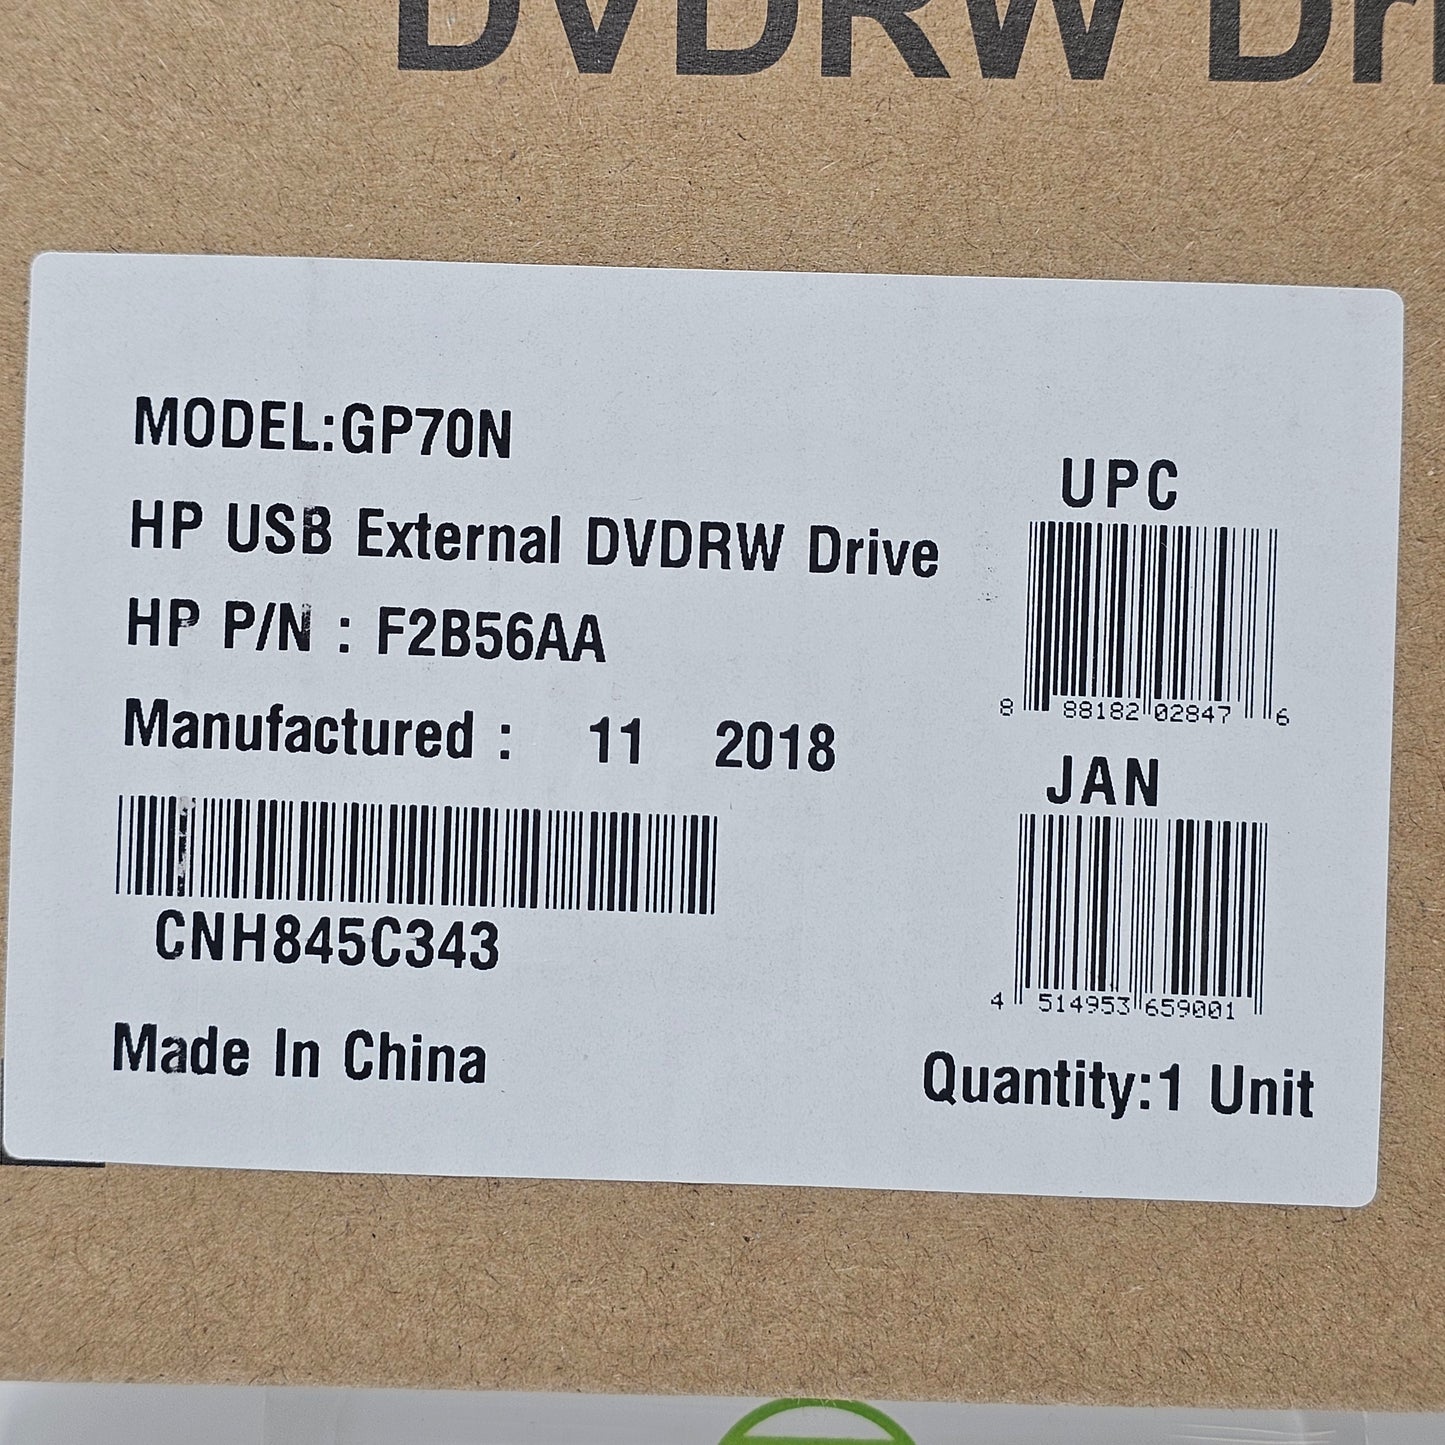 DVDRW Dri
MODEL:GP70N
HP USB External DVDRW Drive
HP P/N : F2B56AA
Manufactured : 11 2018
CNH845C343
Made In China
UPC
8 88182 02847 6
JAN
4 514953 659001
Quantity:1 Unit